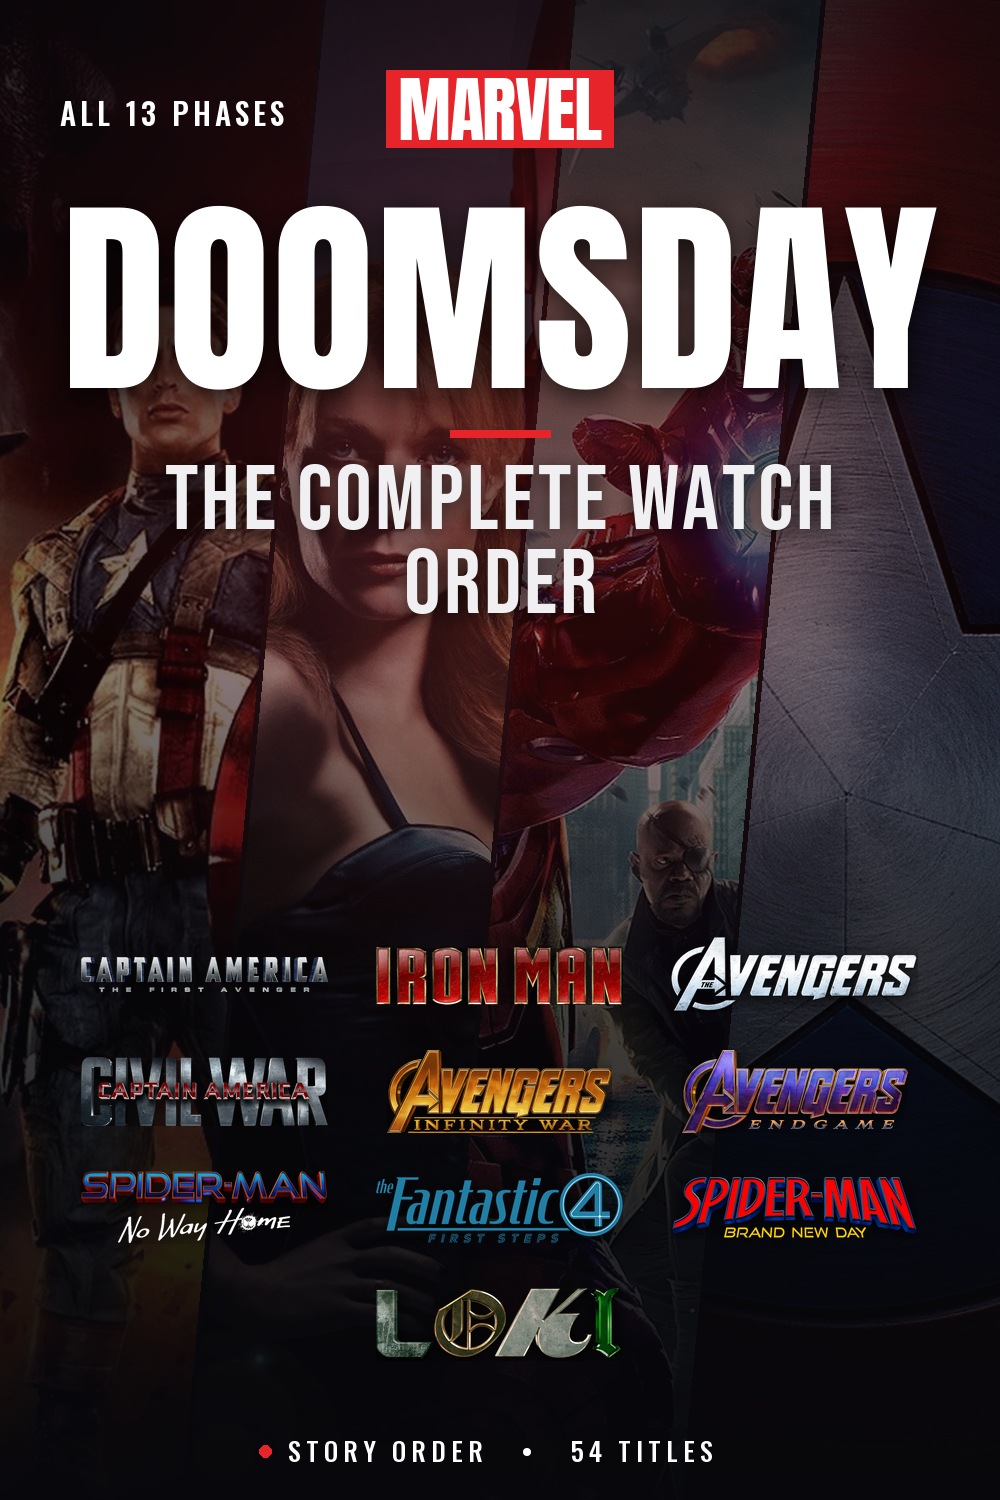 ALL 13 PHASES
MARVEL
DOOMSDAY
THE COMPLETE WATCH
ORDER
CAPTAIN AMERICA
THE FIRST AVENGER
IRON MAN
THE AVENGERS
CIVIL WAR
CAPTAIN AMERICA
AVENGERS
INFINITY WAR
AVENGERS
ENDGAME
SPIDER-MAN
No Way Home
the Fantastic 4
FIRST STEPS
SPIDER-MAN
BRAND NEW DAY
LOKI
STORY ORDER • 54 TITLES